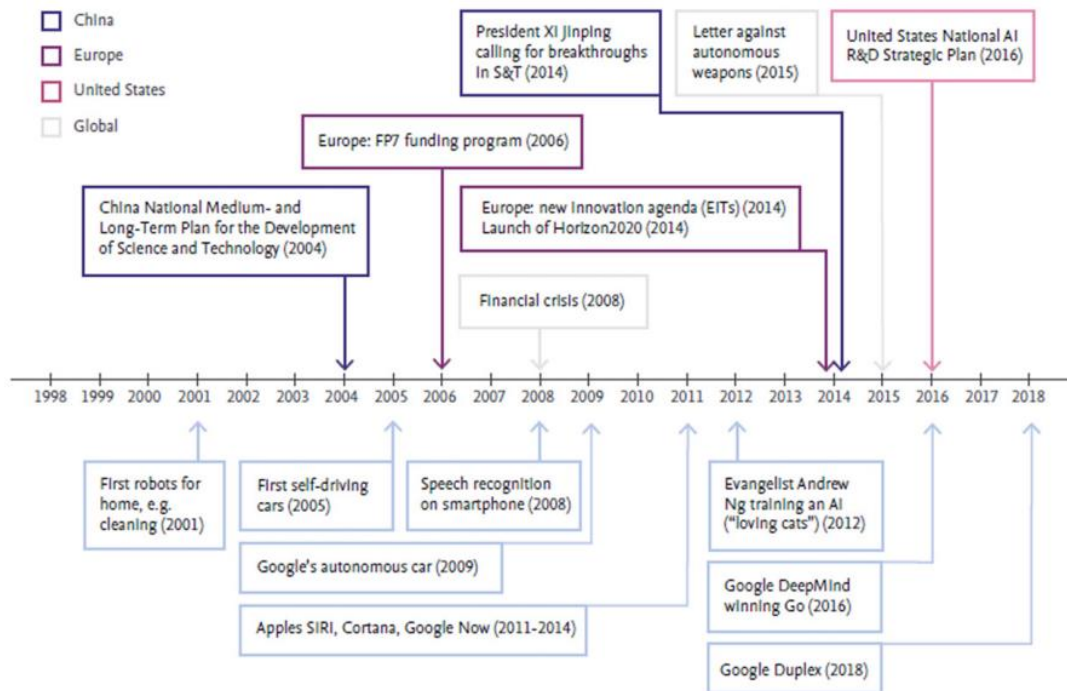 China
Europe
United States
Global
President XI Jinping
calling for breakthroughs
in S&T (2014)
Letter against
autonomous
weapons (2015)
United States National AI
R&D Strategic Plan (2016)
Europe: FP7 funding program (2006)
China National Medium- and
Long-Term Plan for the Development
of Science and Technology (2004)
Europe: new innovation agenda (EITs) (2014)
Launch of Horizon2020 (2014)
Financial crisis (2008)
1998 1999 2000 2001 2002 2003 2004 2005 2006 2007 2008 2009 2010 2011 2012 2013 2014 2015 2016 2017 2018
First robots for
home, e.g.
cleaning (2001)
First self-driving
cars (2005)
Speech recognition
on smartphone (2008)
Evangelist Andrew
Ng training an AI
("loving cats") (2012)
Google's autonomous car (2009)
Google DeepMind
winning Go (2016)
Apples SIRI, Cortana, Google Now (2011-2014)
Google Duplex (2018)